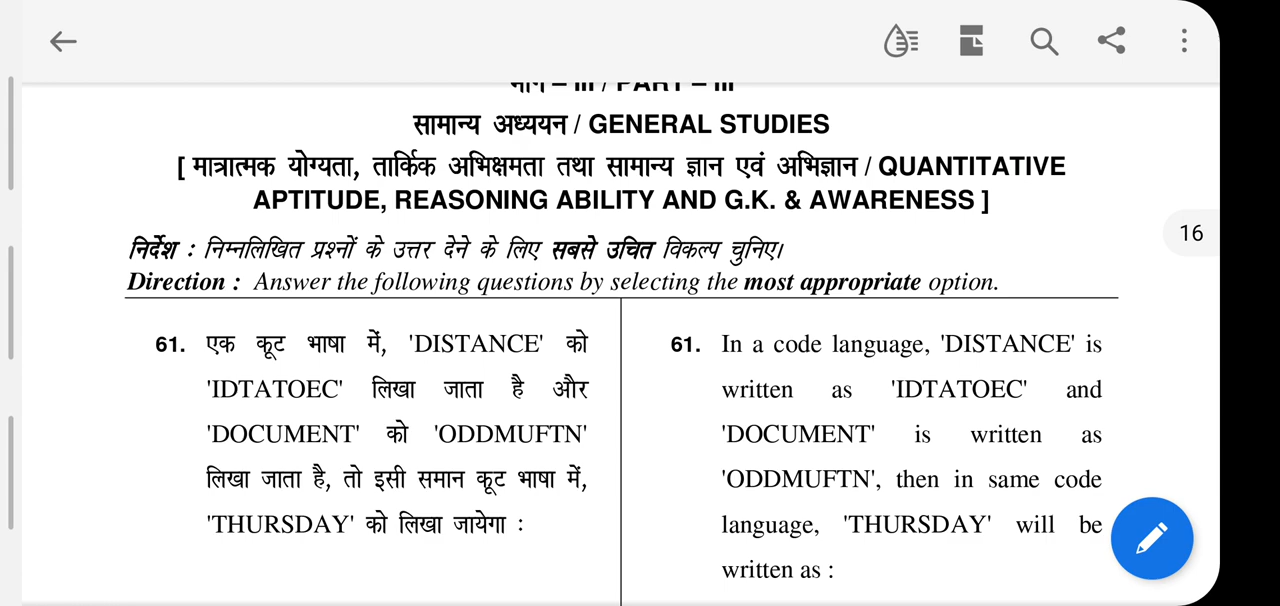 भाग – III / PART – III
सामान्य अध्ययन / GENERAL STUDIES
[ मात्रात्मक योग्यता, तार्किक अभिक्षमता तथा सामान्य ज्ञान एवं अभिज्ञान / QUANTITATIVE
APTITUDE, REASONING ABILITY AND G.K. & AWARENESS ]
16
निर्देश : निम्नलिखित प्रश्नों के उत्तर देने के लिए सबसे उचित विकल्प चुनिए।
Direction : Answer the following questions by selecting the most appropriate option.
61. एक कूट भाषा में, 'DISTANCE' को
'IDTATOEC' लिखा जाता है और
'DOCUMENT' को 'ODDMUFTN'
लिखा जाता है, तो इसी समान कूट भाषा में,
'THURSDAY' को लिखा जायेगा :
61. In a code language, 'DISTANCE' is
written as 'IDTATOEC' and
'DOCUMENT' is written as
'ODDMUFTN', then in same code
language, 'THURSDAY' will be
written as :